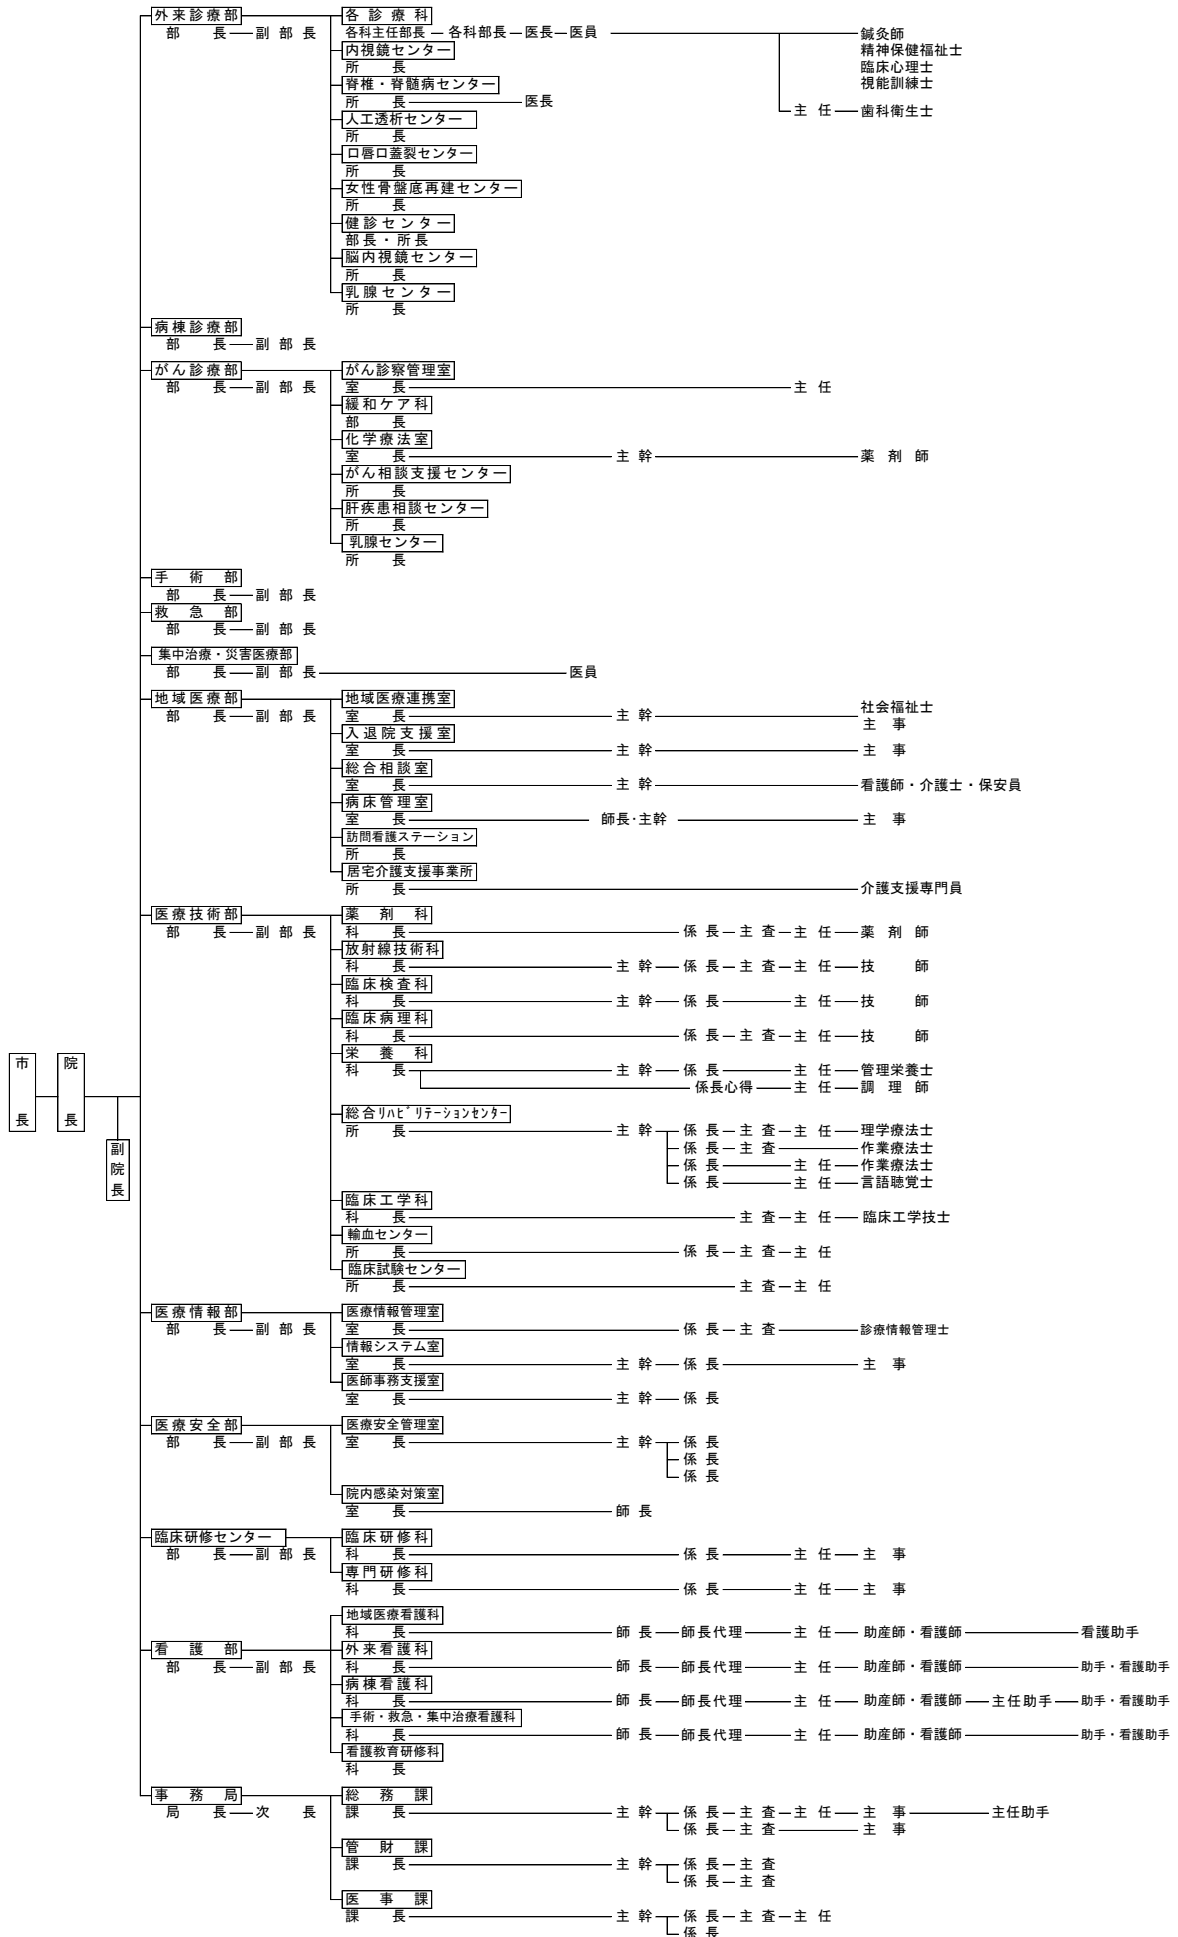 外来診療部 各診療科
部長 副部長 各科主任部長 各科部長 医長 医員 鍼灸師
内視鏡センター 精神保健福祉士
所長 臨床心理士
脊椎・脊髄病センター 視能訓練士
所長 医長
主任 歯科衛生士
人工透析センター
所長
口唇口蓋裂センター
所長
女性骨盤底再建センター
所長
健診センター
部長・所長
脳内視鏡センター
所長
乳腺センター
所長
病棟診療部
部長 副部長
がん診療部 がん診察管理室
部長 副部長 室長 主任
緩和ケア科
部長
化学療法室
室長 主幹 薬剤師
がん相談支援センター
所長
肝疾患相談センター
所長
乳腺センター
所長
手術部
部長 副部長
救急部
部長 副部長
集中治療・災害医療部
部長 副部長 医員
地域医療部 地域医療連携室
社会福祉士
部長 副部長 室長 主幹
主事
入退院支援室
室長 主幹 主事
総合相談室
室長 主幹 看護師・介護士・保安員
病床管理室
室長 師長・主幹 主事
訪問看護ステーション
所長
居宅介護支援事業所
所長 介護支援専門員
医療技術部 薬剤科
部長 副部長 科長 係長 主査 主任 薬剤師
放射線技術科
科長 主幹 係長 主査 主任 技師
臨床検査科
科長 主幹 係長 主任 技師
臨床病理科
科長 係長 主査 主任 技師
栄養科
科長 主幹 係長 主任 管理栄養士
係長心得 主任 調理師
市長
院長
副院長
総合リハビリテーションセンター
所長 主幹 係長 主査 主任 理学療法士
係長 主査 作業療法士
係長 主任 作業療法士
係長 主任 言語聴覚士
臨床工学科
科長 主査 主任 臨床工学技士
輸血センター
所長 係長 主査 主任
臨床試験センター
所長 主査 主任
医療情報部 医療情報管理室
部長 副部長 室長 係長 主査 診療情報管理士
情報システム室
室長 主幹 係長 主事
医師事務支援室
室長 主幹 係長
医療安全部 医療安全管理室
部長 副部長 室長 主幹 係長
係長
係長
院内感染対策室
室長 師長
臨床研修センター 臨床研修科
部長 副部長 科長 係長 主任 主事
専門研修科
科長 係長 主任 主事
地域医療看護科
科長 師長 師長代理 主任 助産師・看護師 看護助手
看護部 外来看護科
部長 副部長 科長 師長 師長代理 主任 助産師・看護師 助手・看護助手
病棟看護科
科長 師長 師長代理 主任 助産師・看護師 主任助手 助手・看護助手
手術・救急・集中治療看護科
科長 師長 師長代理 主任 助産師・看護師 助手・看護助手
看護教育研修科
科長
事務局 総務課
局長 次長 課長 主幹 係長 主査 主任 主事 主任助手
係長 主査 主事
管財課
課長 主幹 係長 主査
係長 主査
医事課
課長 主幹 係長 主査 主任
係長